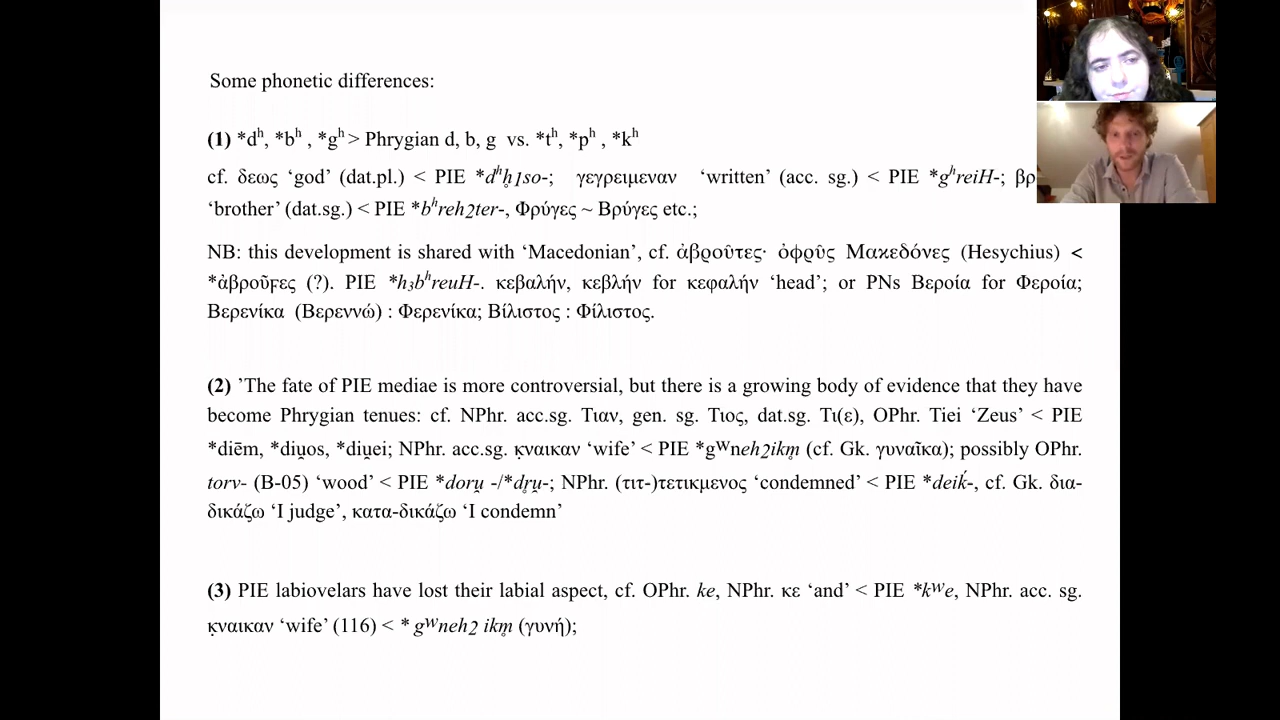 Some phonetic differences:
(1) *dʰ, *bʰ , *gʰ > Phrygian d, b, g vs. *tʰ, *pʰ , *kʰ
cf. δεως ‘god’ (dat.pl.) < PIE *dʰh̥1so-; γεγρειμεναν ‘written’ (acc. sg.) < PIE *gʰreiH-; βρ
‘brother’ (dat.sg.) < PIE *bʰreh2ter-, Φρύγες ~ Βρύγες etc.;
NB: this development is shared with ‘Macedonian’, cf. ἀβροῦτες· ὀφρῦς Μακεδόνες (Hesychius) <
*ἀβροῦϝες (?). PIE *h₃bʰreuH-. κεβαλήν, κεβλήν for κεφαλήν ‘head’; or PNs Βεροία for Φεροία;
Βερενίκα (Βερεννώ) : Φερενίκα; Βίλιστος : Φίλιστος.
(2) ’The fate of PIE mediae is more controversial, but there is a growing body of evidence that they have
become Phrygian tenues: cf. NPhr. acc.sg. Τιαν, gen. sg. Τιος, dat.sg. Τι(ε), OPhr. Tiei ‘Zeus’ < PIE
*diēm, *diu̯os, *diu̯ei; NPhr. acc.sg. κ̣ναικαν ‘wife’ < PIE *gʷneh2ikm̥ (cf. Gk. γυναῖκα); possibly OPhr.
torv- (B-05) ‘wood’ < PIE *doru̯ -/*dr̥u̯-; NPhr. (τιτ-)τετικμενος ‘condemned’ < PIE *deiḱ-, cf. Gk. δια-
δικάζω ‘I judge’, κατα-δικάζω ‘I condemn’
(3) PIE labiovelars have lost their labial aspect, cf. OPhr. ke, NPhr. κε ‘and’ < PIE *kʷe, NPhr. acc. sg.
κ̣ναικαν ‘wife’ (116) < * gʷneh2 ikm̥ (γυνή);